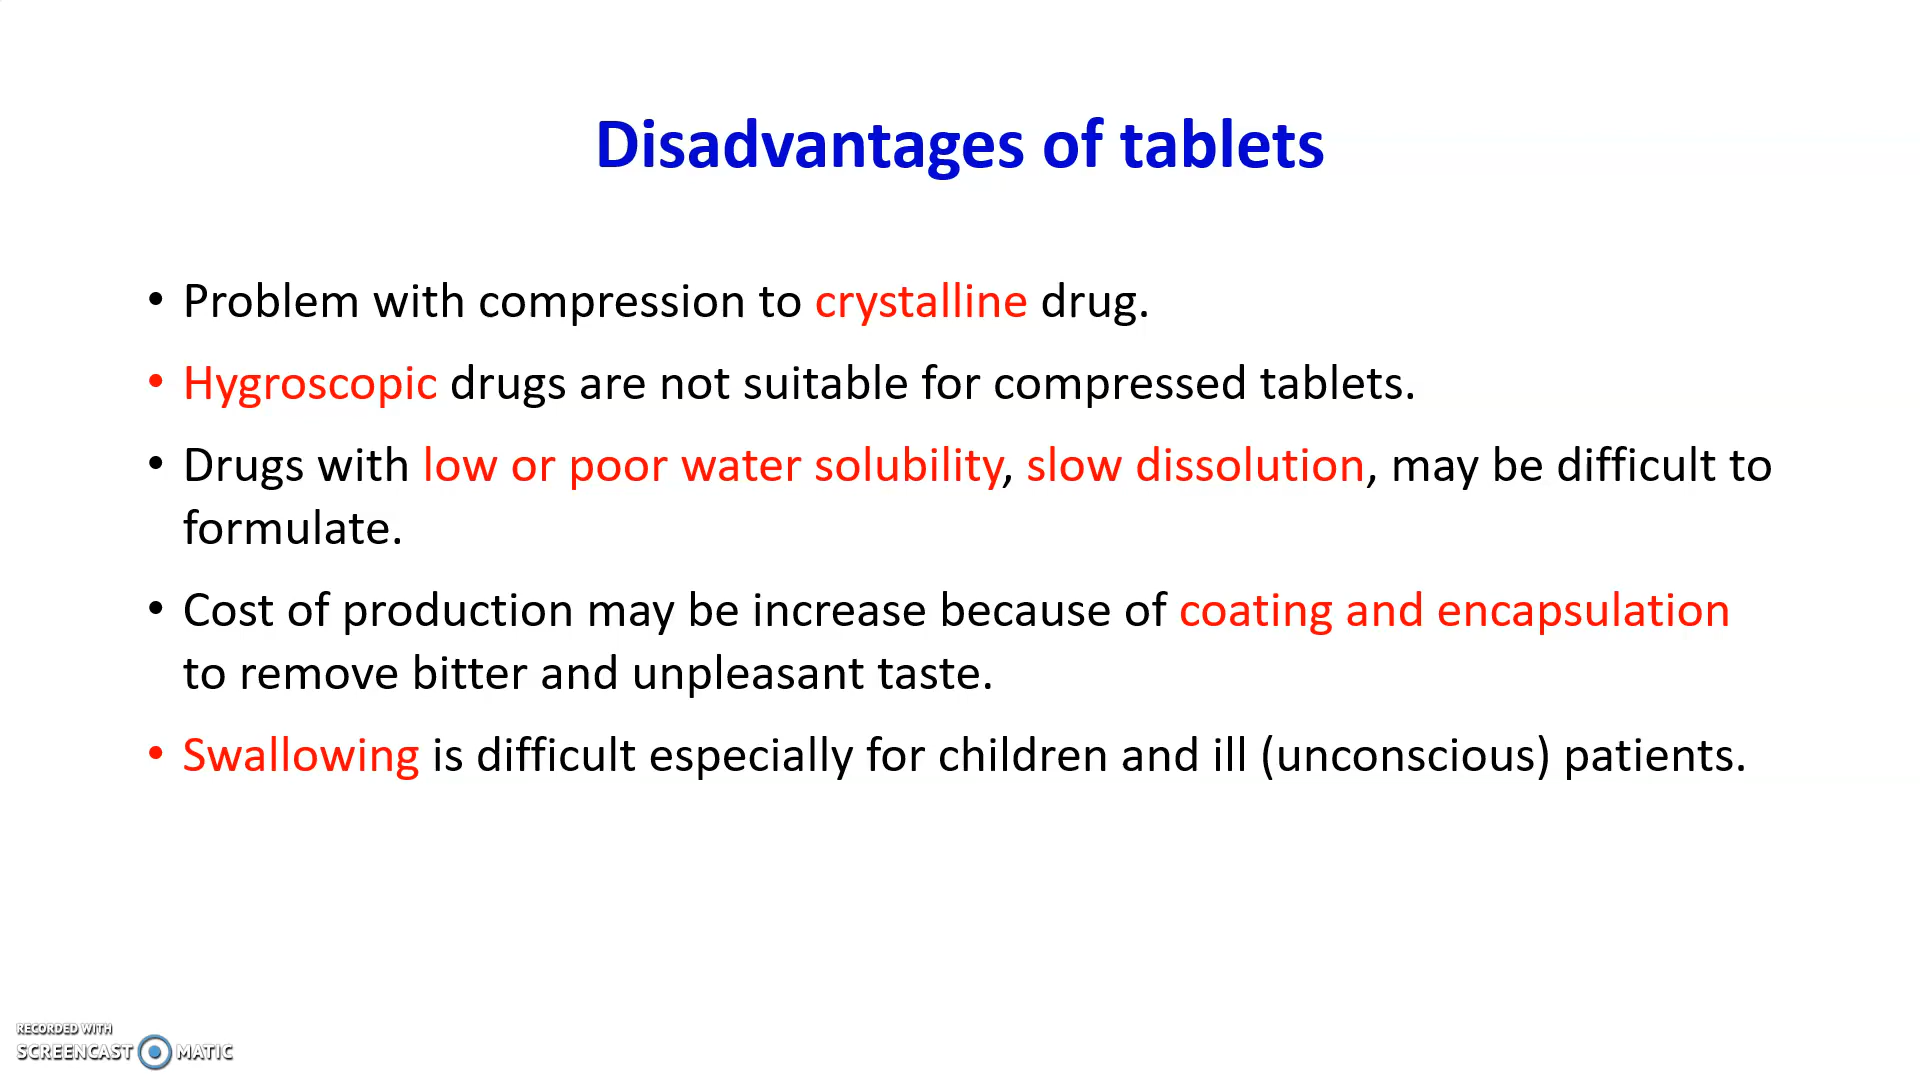 Disadvantages of tablets
• Problem with compression to crystalline drug.
• Hygroscopic drugs are not suitable for compressed tablets.
• Drugs with low or poor water solubility, slow dissolution, may be difficult to
formulate.
• Cost of production may be increase because of coating and encapsulation
to remove bitter and unpleasant taste.
• Swallowing is difficult especially for children and ill (unconscious) patients.
RECORDED WITH
SCREENCAST MATIC